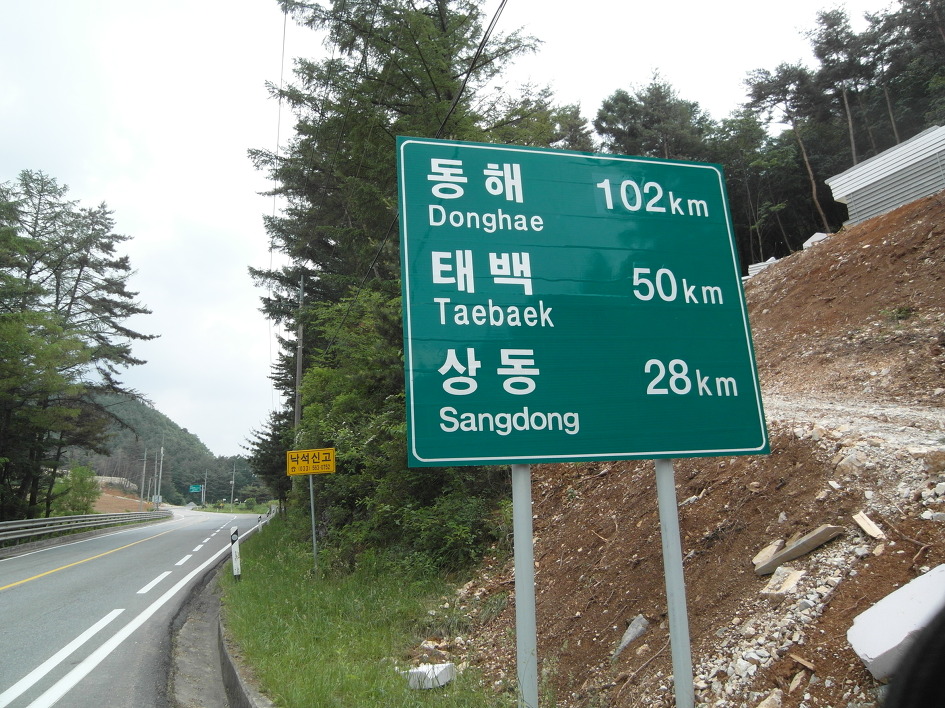 동해 102km
Donghae
태백 50km
Taebaek
상동 28km
Sangdong
낙석신고